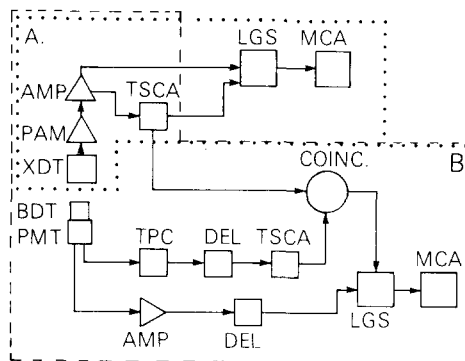 A.
LGS MCA
AMP TSCA
PAM
XDT COINC. B
BDT
PMT TPC DEL TSCA
MCA
AMP DEL LGS